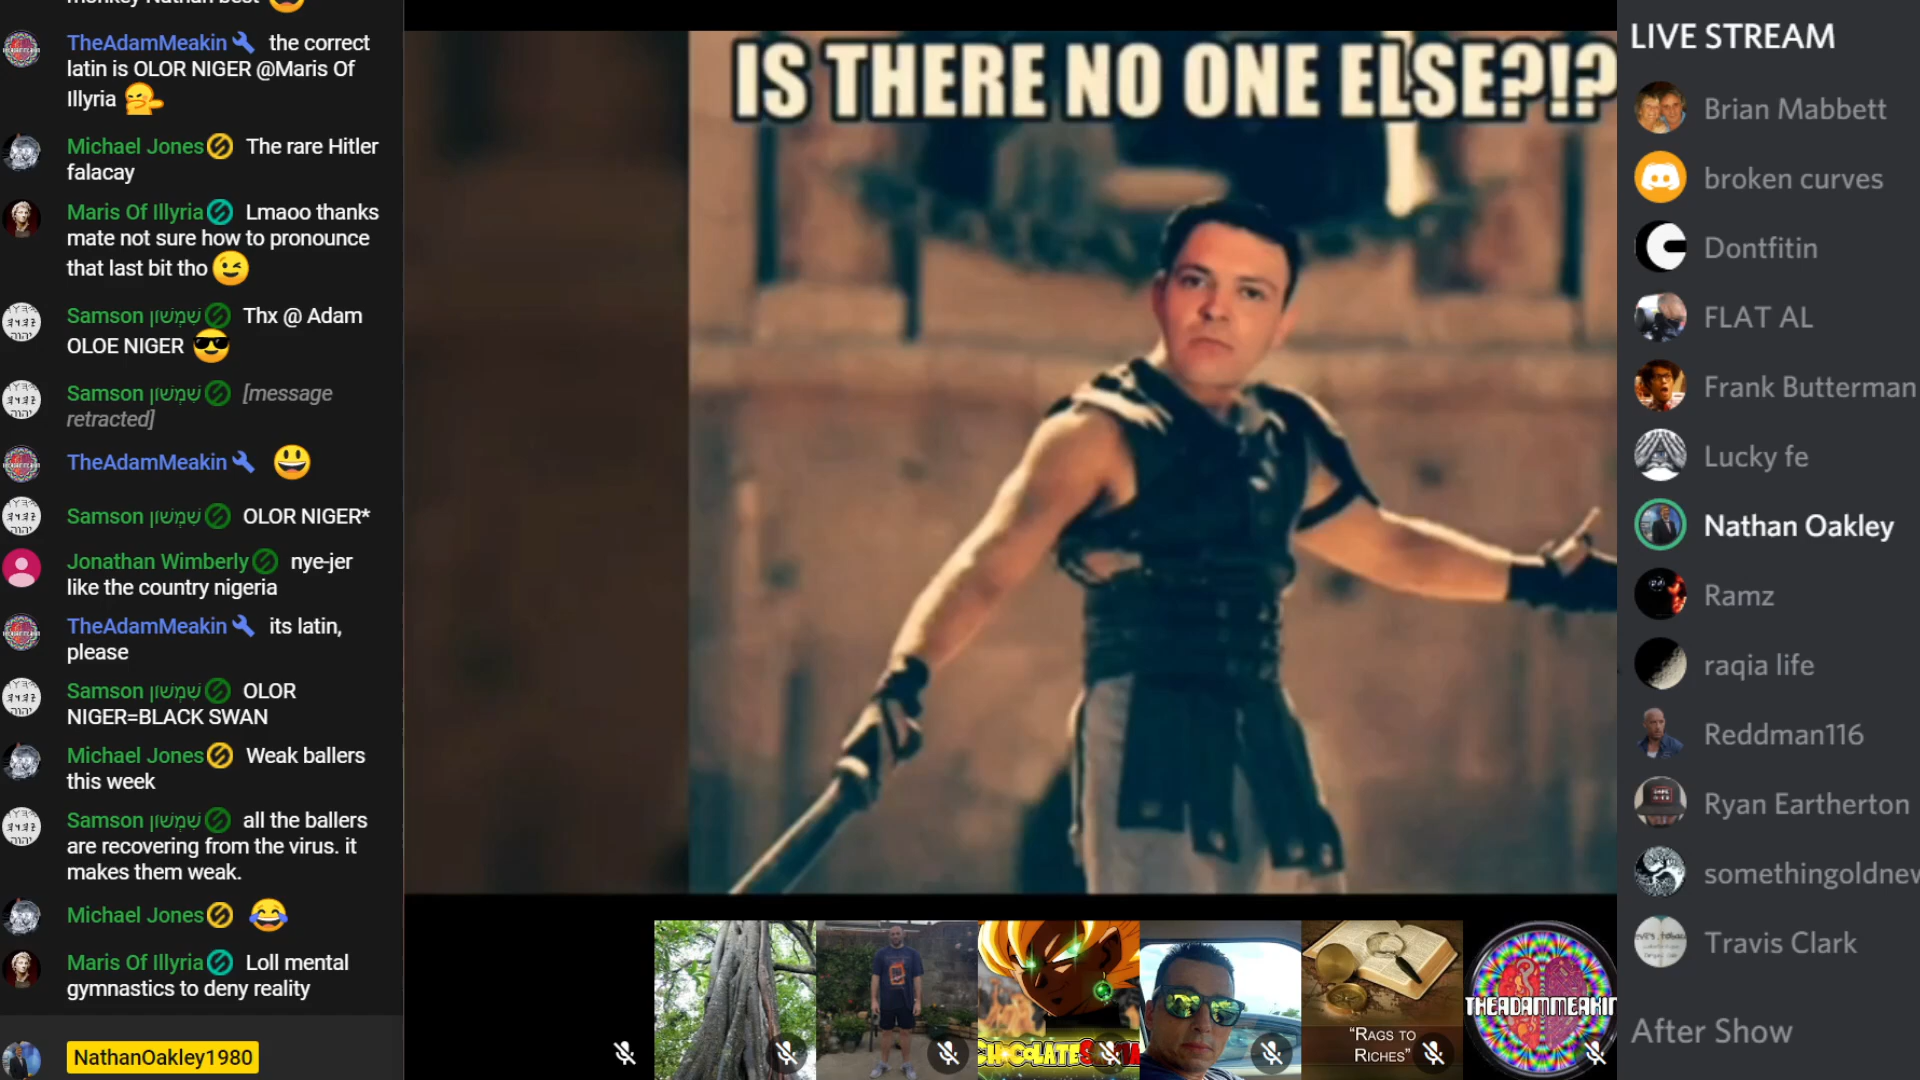 monkey Nathan best
TheAdamMeakin the correct
latin is OLOR NIGER @Maris Of
Illyria
Michael Jones The rare Hitler
falacay
Maris Of Illyria Lmaoo thanks
mate not sure how to pronounce
that last bit tho
Samson שִׁמְשׁוֹן Thx @ Adam
OLOE NIGER
Samson שִׁמְשׁוֹן [message
retracted]
TheAdamMeakin
Samson שִׁמְשׁוֹן OLOR NIGER*
Jonathan Wimberly nye-jer
like the country nigeria
TheAdamMeakin its latin,
please
Samson שִׁמְשׁוֹן OLOR
NIGER=BLACK SWAN
Michael Jones Weak ballers
this week
Samson שִׁמְשׁוֹן all the ballers
are recovering from the virus. it
makes them weak.
Michael Jones
Maris Of Illyria Loll mental
gymnastics to deny reality
NathanOakley1980
IS THERE NO ONE ELSE?!?
"RAGS TO
RICHES"
THEADAMMEAKIN
LIVE STREAM
Brian Mabbett
broken curves
Dontfitin
FLAT AL
Frank Butterman
Lucky fe
Nathan Oakley
Ramz
raqia life
Reddman116
Ryan Eartherton
somethingoldnew
Travis Clark
After Show